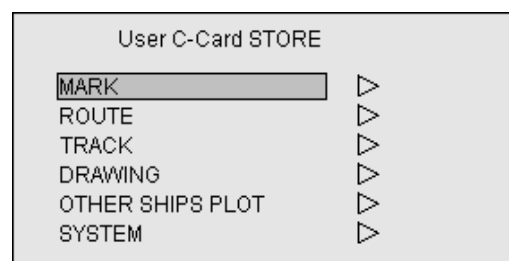 User C-Card STORE
MARK
ROUTE
TRACK
DRAWING
OTHER SHIPS PLOT
SYSTEM